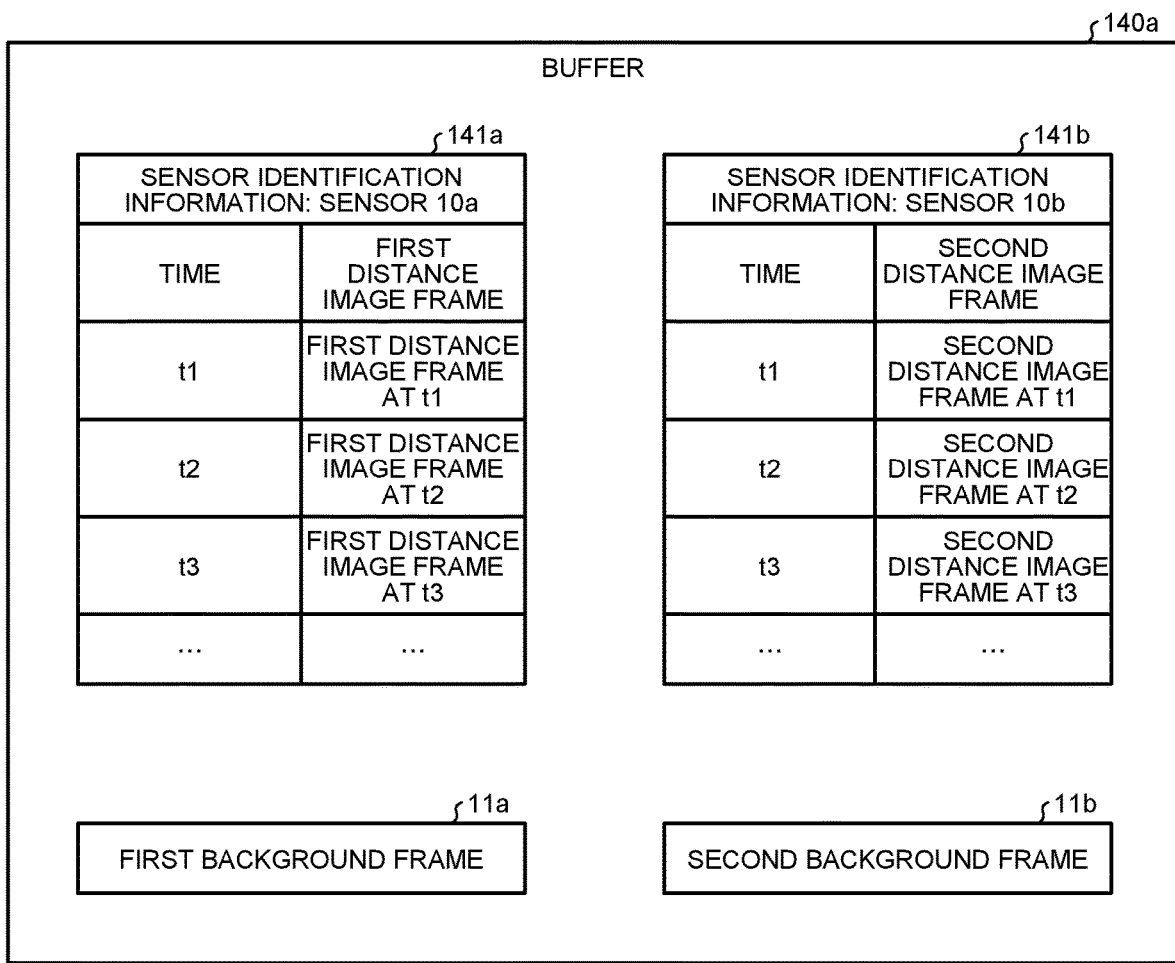 140a
BUFFER
141a
SENSOR IDENTIFICATION
INFORMATION: SENSOR 10a
TIME
FIRST
DISTANCE
IMAGE FRAME
t1
FIRST DISTANCE
IMAGE FRAME
AT t1
t2
FIRST DISTANCE
IMAGE FRAME
AT t2
t3
FIRST DISTANCE
IMAGE FRAME
AT t3
...
...
141b
SENSOR IDENTIFICATION
INFORMATION: SENSOR 10b
TIME
SECOND
DISTANCE IMAGE
FRAME
t1
SECOND
DISTANCE IMAGE
FRAME AT t1
t2
SECOND
DISTANCE IMAGE
FRAME AT t2
t3
SECOND
DISTANCE IMAGE
FRAME AT t3
...
...
11a
FIRST BACKGROUND FRAME
11b
SECOND BACKGROUND FRAME